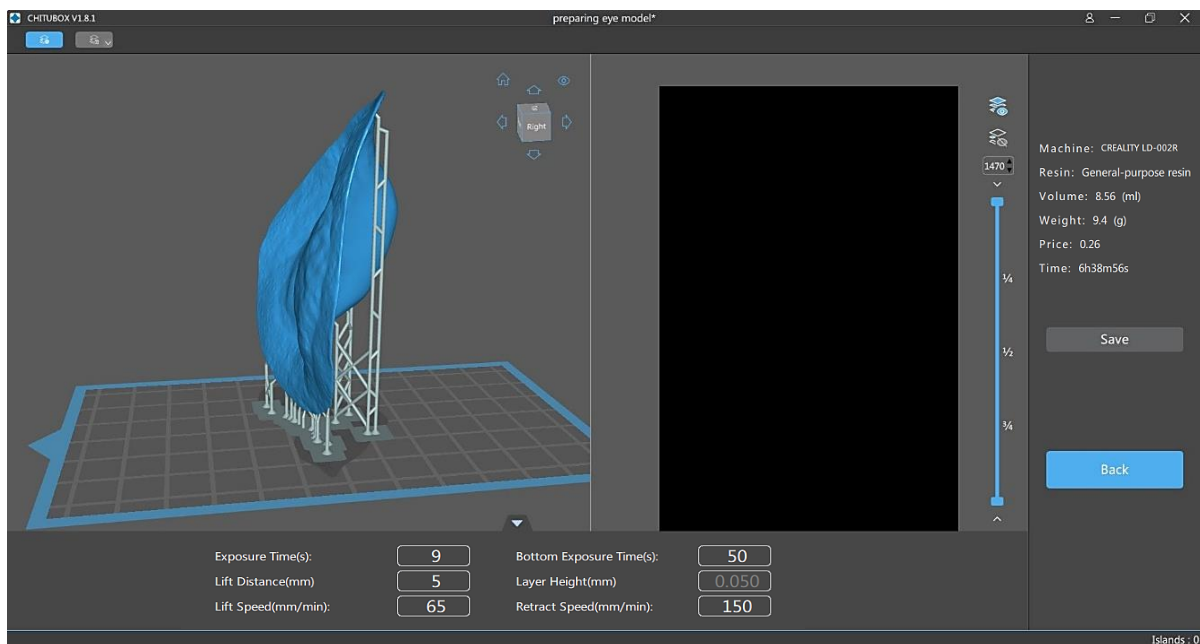 CHITUBOX V1.8.1
preparing eye model*
Right
1470
¼
½
¾
Machine: CREALITY LD-002R
Resin: General-purpose resin
Volume: 8.56 (ml)
Weight: 9.4 (g)
Price: 0.26
Time: 6h38m56s
Save
Back
Exposure Time(s): 9
Bottom Exposure Time(s): 50
Lift Distance(mm) 5
Layer Height(mm) 0.050
Lift Speed(mm/min): 65
Retract Speed(mm/min): 150
Islands : 0